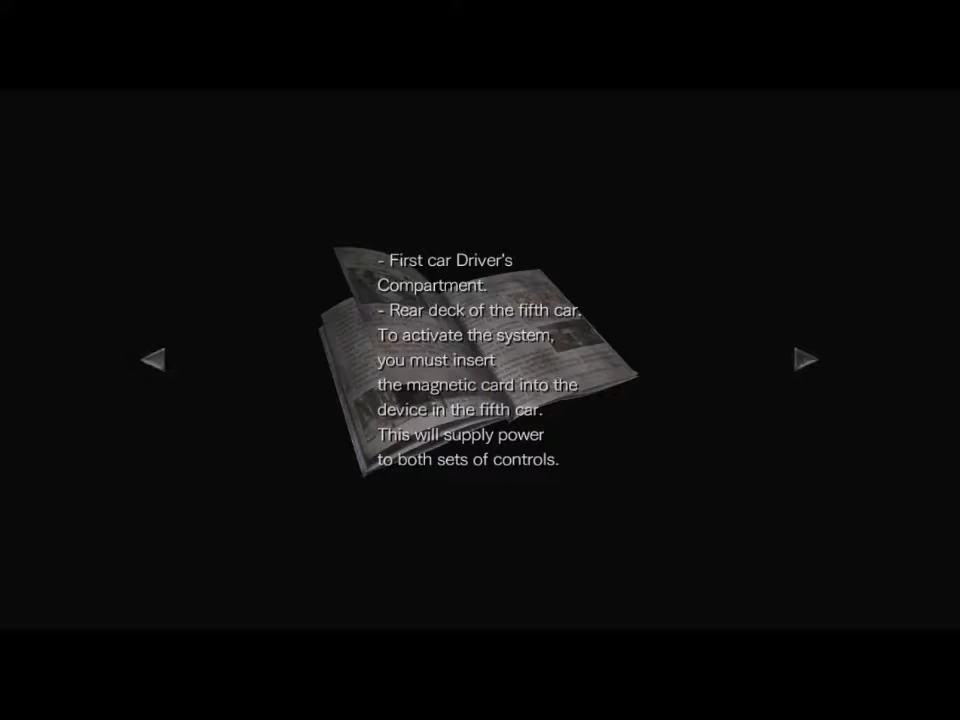 - First car Driver's
Compartment.
- Rear deck of the fifth car.
To activate the system,
you must insert
the magnetic card into the
device in the fifth car.
This will supply power
to both sets of controls.